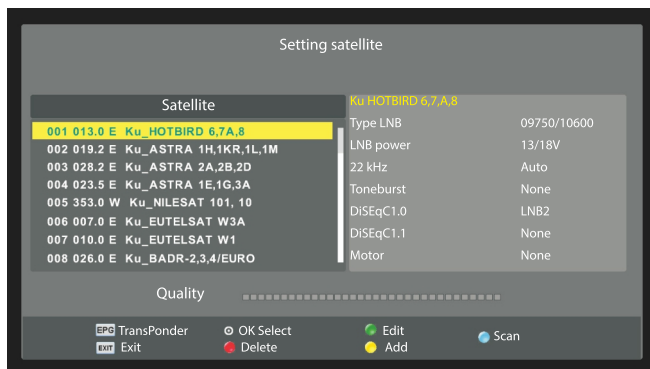 Setting satellite
Satellite
001 013.0 E Ku_HOTBIRD 6,7A,8
002 019.2 E Ku_ASTRA 1H,1KR,1L,1M
003 028.2 E Ku_ASTRA 2A,2B,2D
004 023.5 E Ku_ASTRA 1E,1G,3A
005 353.0 W Ku_NILESAT 101, 10
006 007.0 E Ku_EUTELSAT W3A
007 010.0 E Ku_EUTELSAT W1
008 026.0 E Ku_BADR-2,3,4/EURO
Ku HOTBIRD 6,7,A,8
Type LNB 09750/10600
LNB power 13/18V
22 kHz Auto
Toneburst None
DiSEqC1.0 LNB2
DiSEqC1.1 None
Motor None
Quality
EPG TransPonder OK Select Edit Scan
EXIT Exit Delete Add